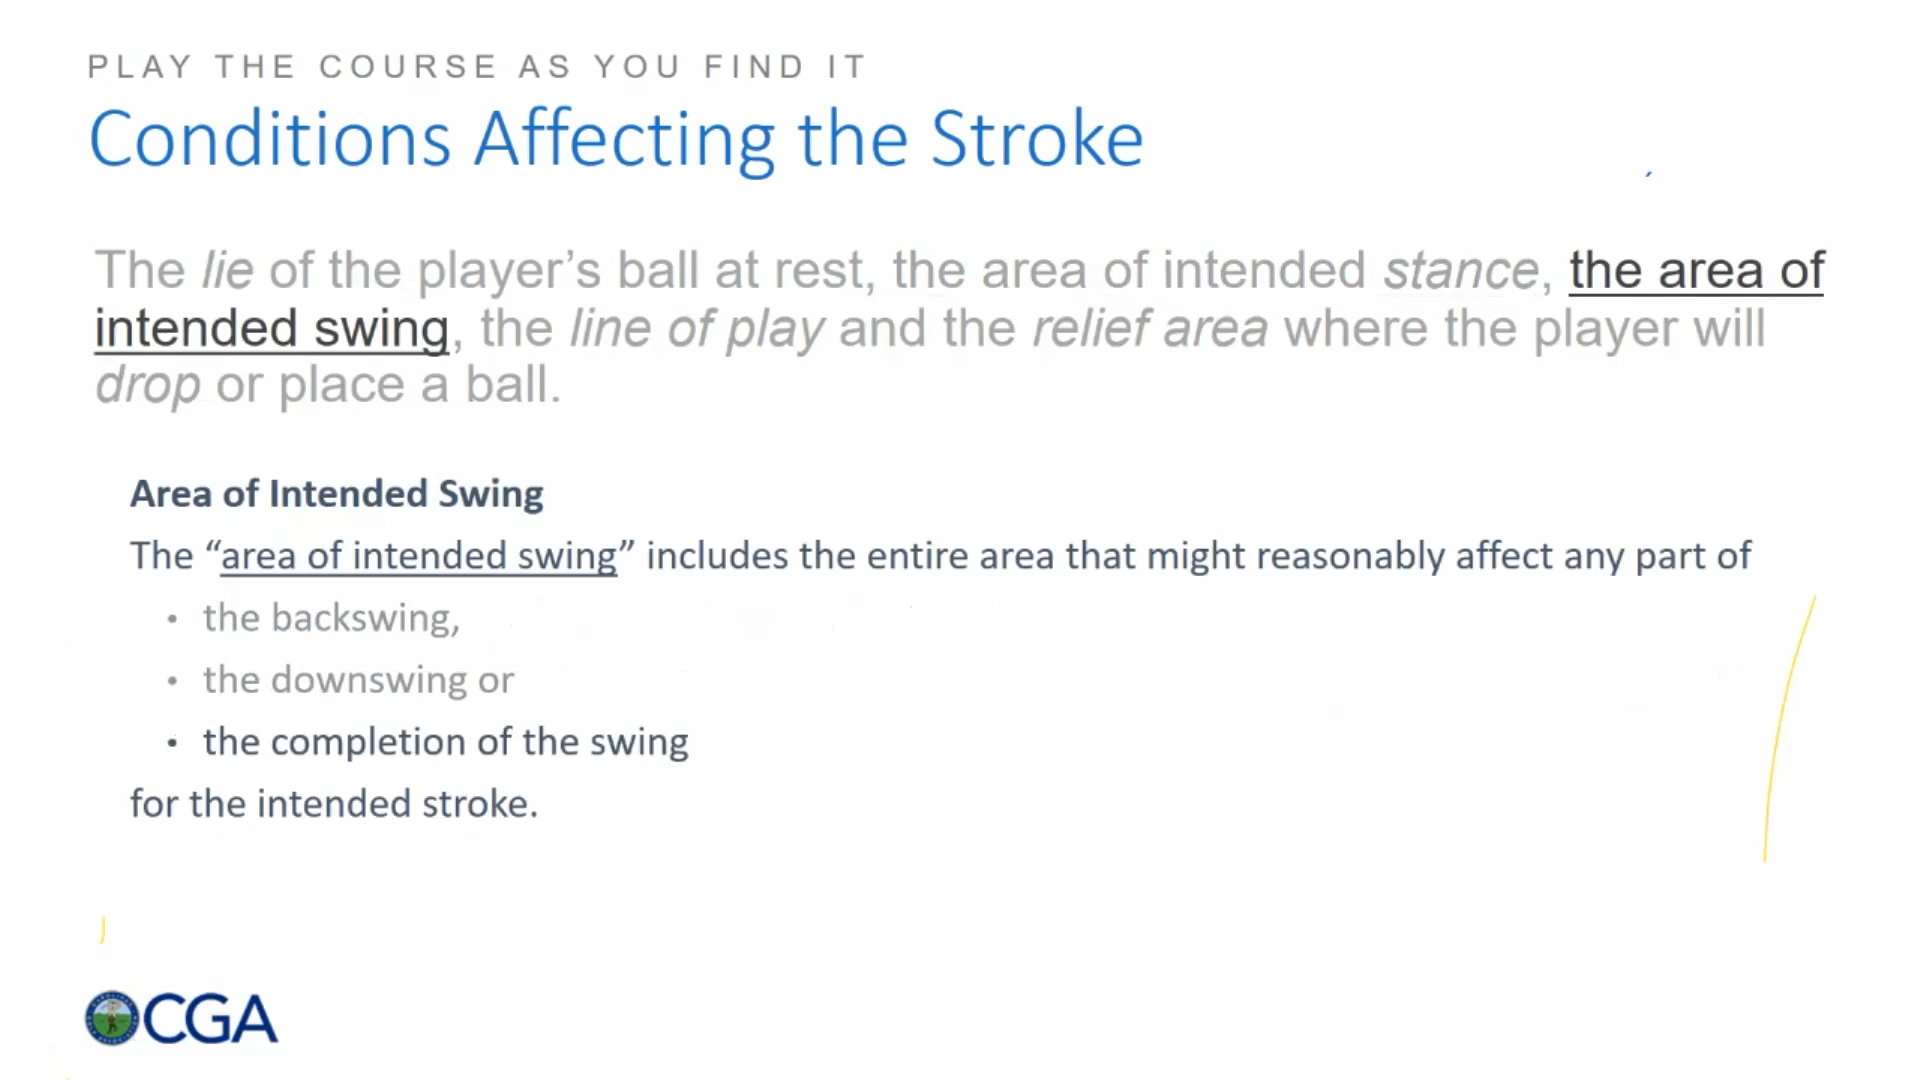 PLAY THE COURSE AS YOU FIND IT
Conditions Affecting the Stroke
The lie of the player’s ball at rest, the area of intended stance, the area of
intended swing, the line of play and the relief area where the player will
drop or place a ball.
Area of Intended Swing
The “area of intended swing” includes the entire area that might reasonably affect any part of
• the backswing,
• the downswing or
• the completion of the swing
for the intended stroke.
CGA